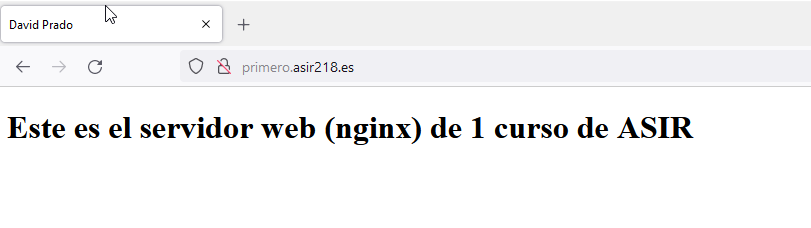 David Prado
primero.asir218.es
Este es el servidor web (nginx) de 1 curso de ASIR